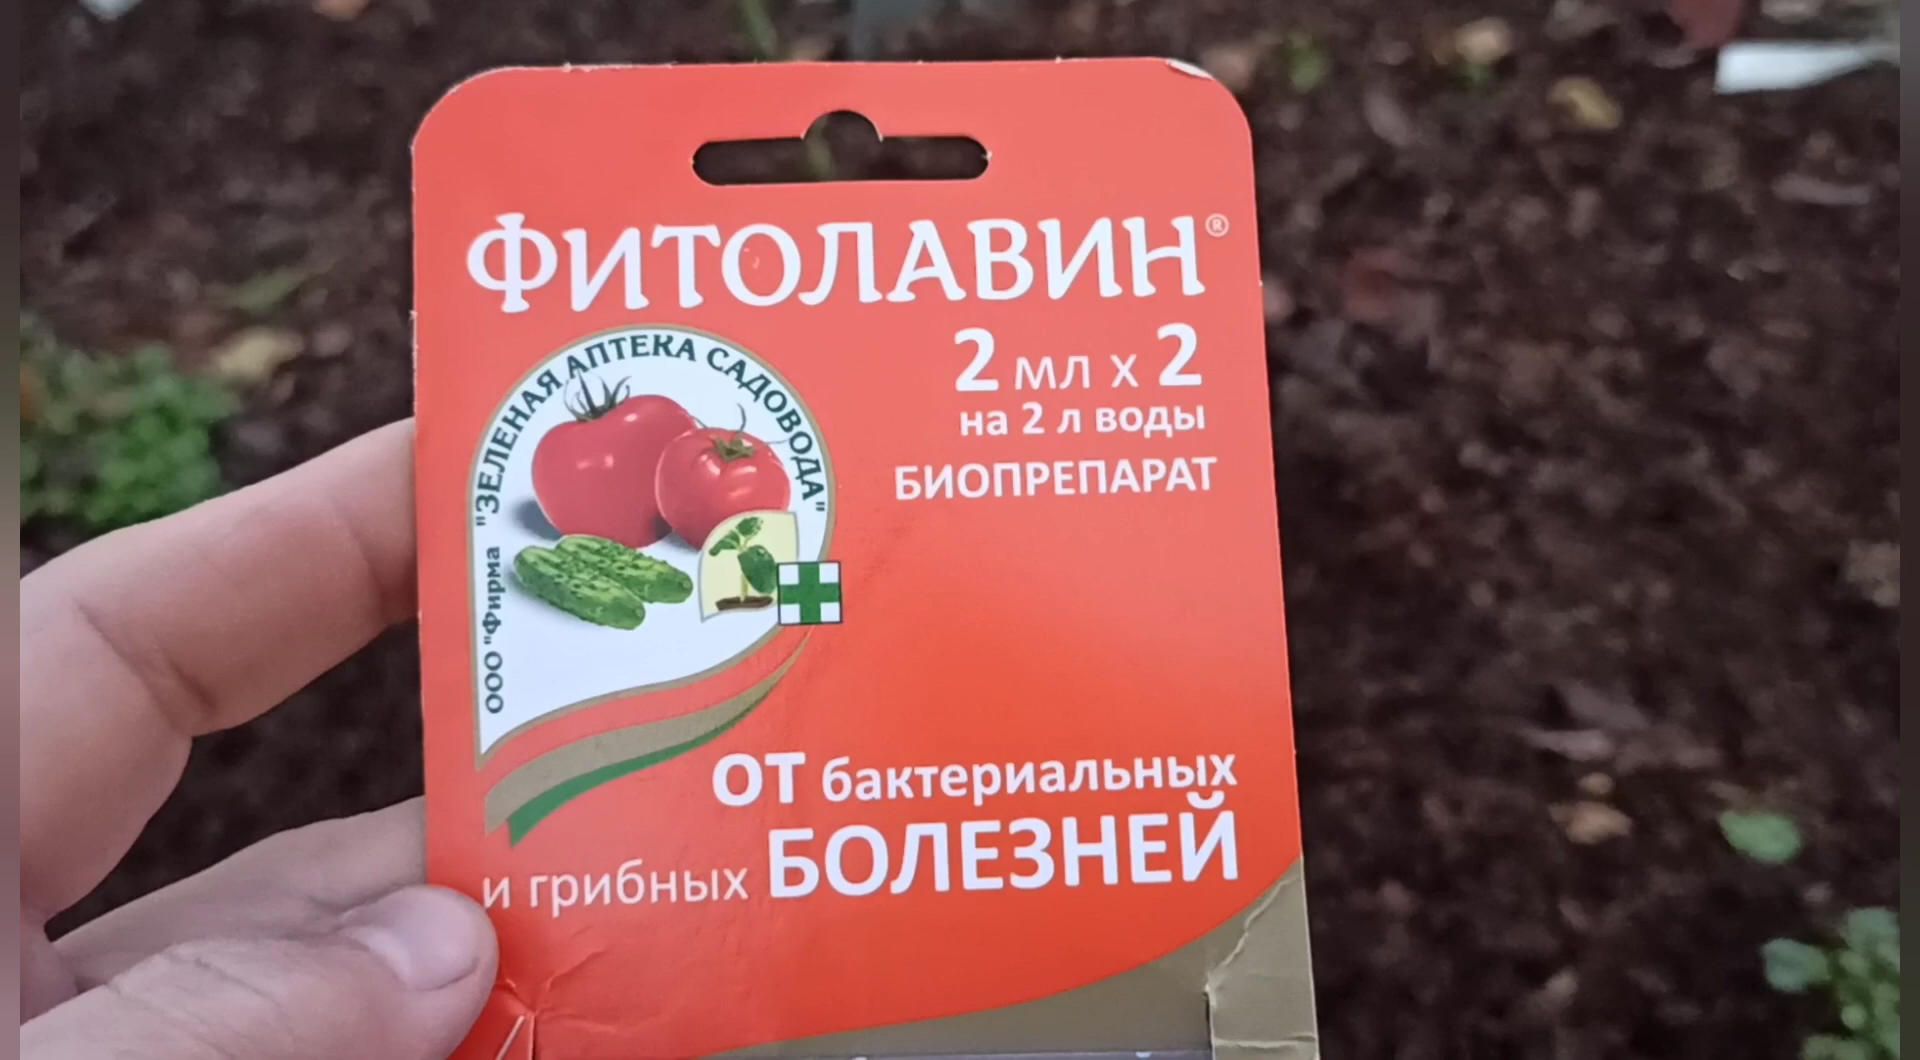 ФИТОЛАВИН®
2 мл х 2
на 2 л воды
БИОПРЕПАРАТ
ООО "Фирма "ЗЕЛЕНАЯ АПТЕКА САДОВОДА"
ОТ бактериальных
и грибных БОЛЕЗНЕЙ